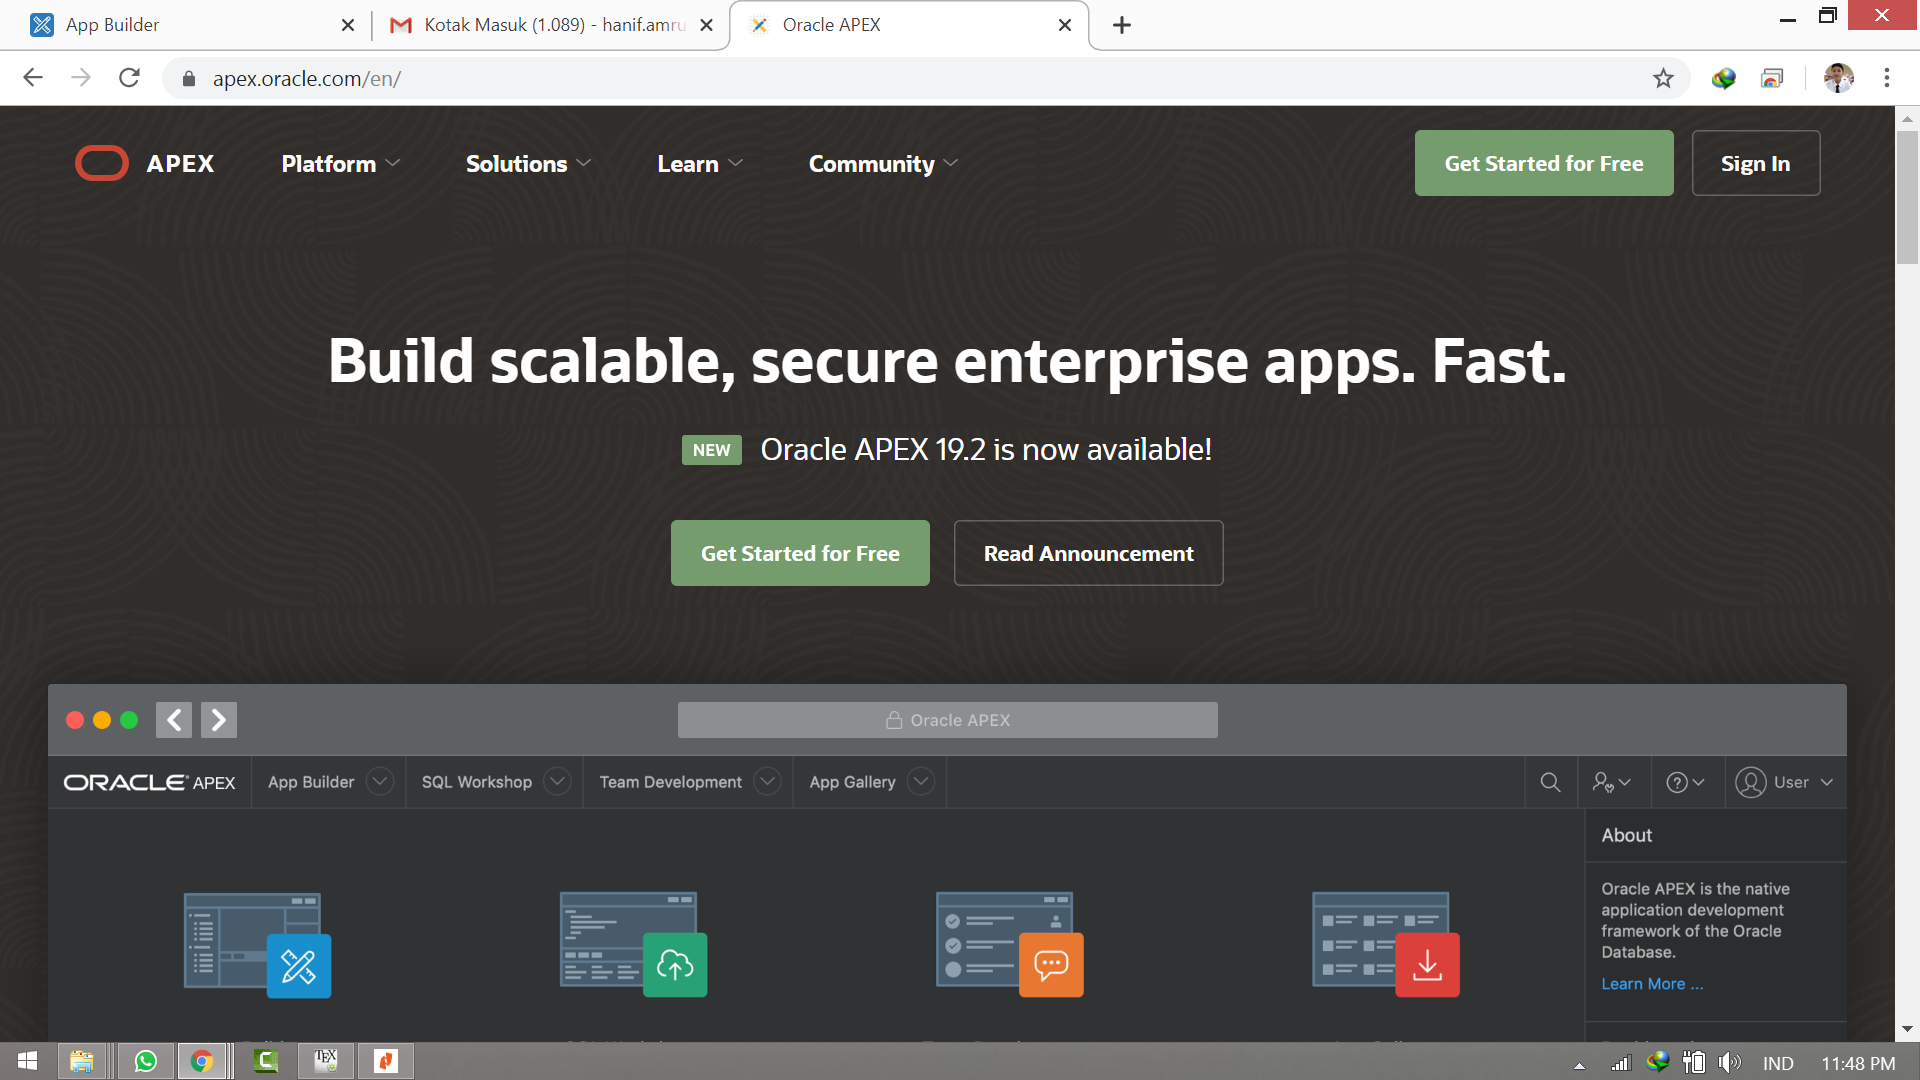 App Builder
Kotak Masuk (1.089) - hanif.amru
Oracle APEX
apex.oracle.com/en/
APEX
Platform
Solutions
Learn
Community
Get Started for Free
Sign In
Build scalable, secure enterprise apps. Fast.
NEW Oracle APEX 19.2 is now available!
Get Started for Free
Read Announcement
Oracle APEX
ORACLE APEX
App Builder
SQL Workshop
Team Development
App Gallery
User
About
Oracle APEX is the native
application development
framework of the Oracle
Database.
Learn More ...
TEX
IND
11:48 PM